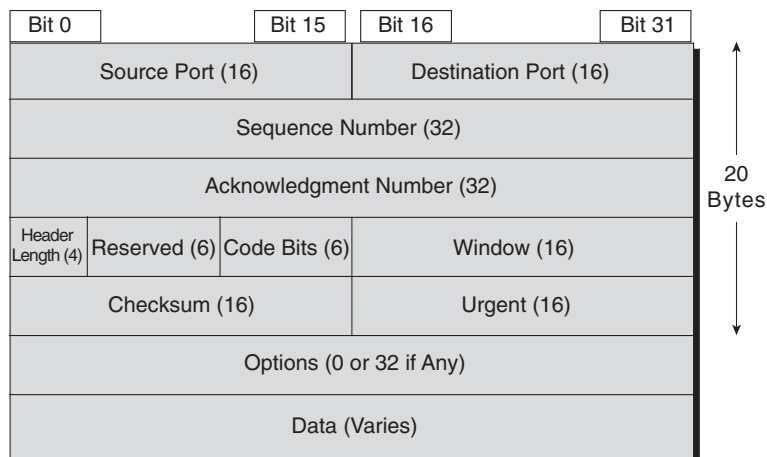 Bit 0 Bit 15 Bit 16 Bit 31
Source Port (16) Destination Port (16)
Sequence Number (32)
Acknowledgment Number (32)
20
Bytes
Header
Length (4)
Reserved (6) Code Bits (6) Window (16)
Checksum (16) Urgent (16)
Options (0 or 32 if Any)
Data (Varies)